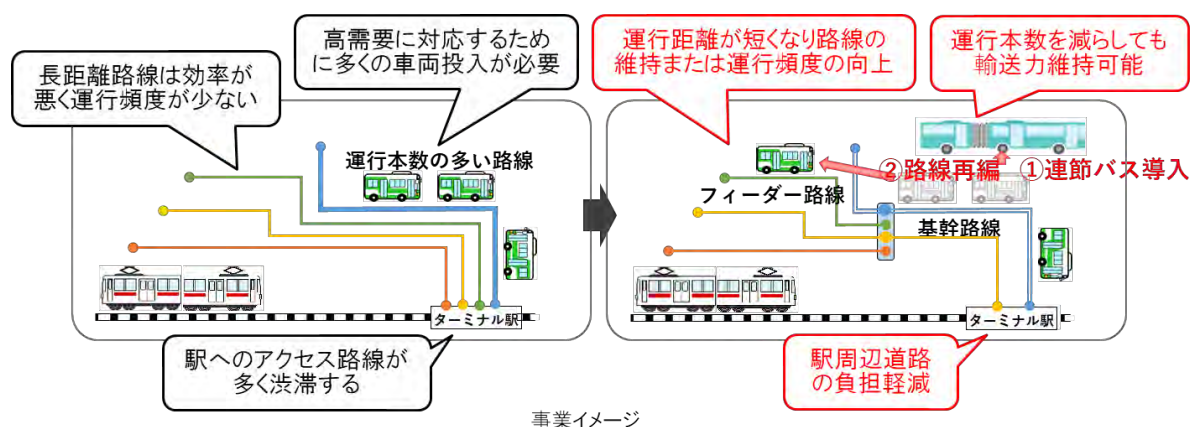 長距離路線は効率が
悪く運行頻度が少ない
高需要に対応するため
に多くの車両投入が必要
運行本数の多い路線
ターミナル駅
駅へのアクセス路線が
多く渋滞する
運行距離が短くなり路線の
維持または運行頻度の向上
運行本数を減らしても
輸送力維持可能
②路線再編
①連節バス導入
フィーダー路線
基幹路線
ターミナル駅
駅周辺道路
の負担軽減
事業イメージ